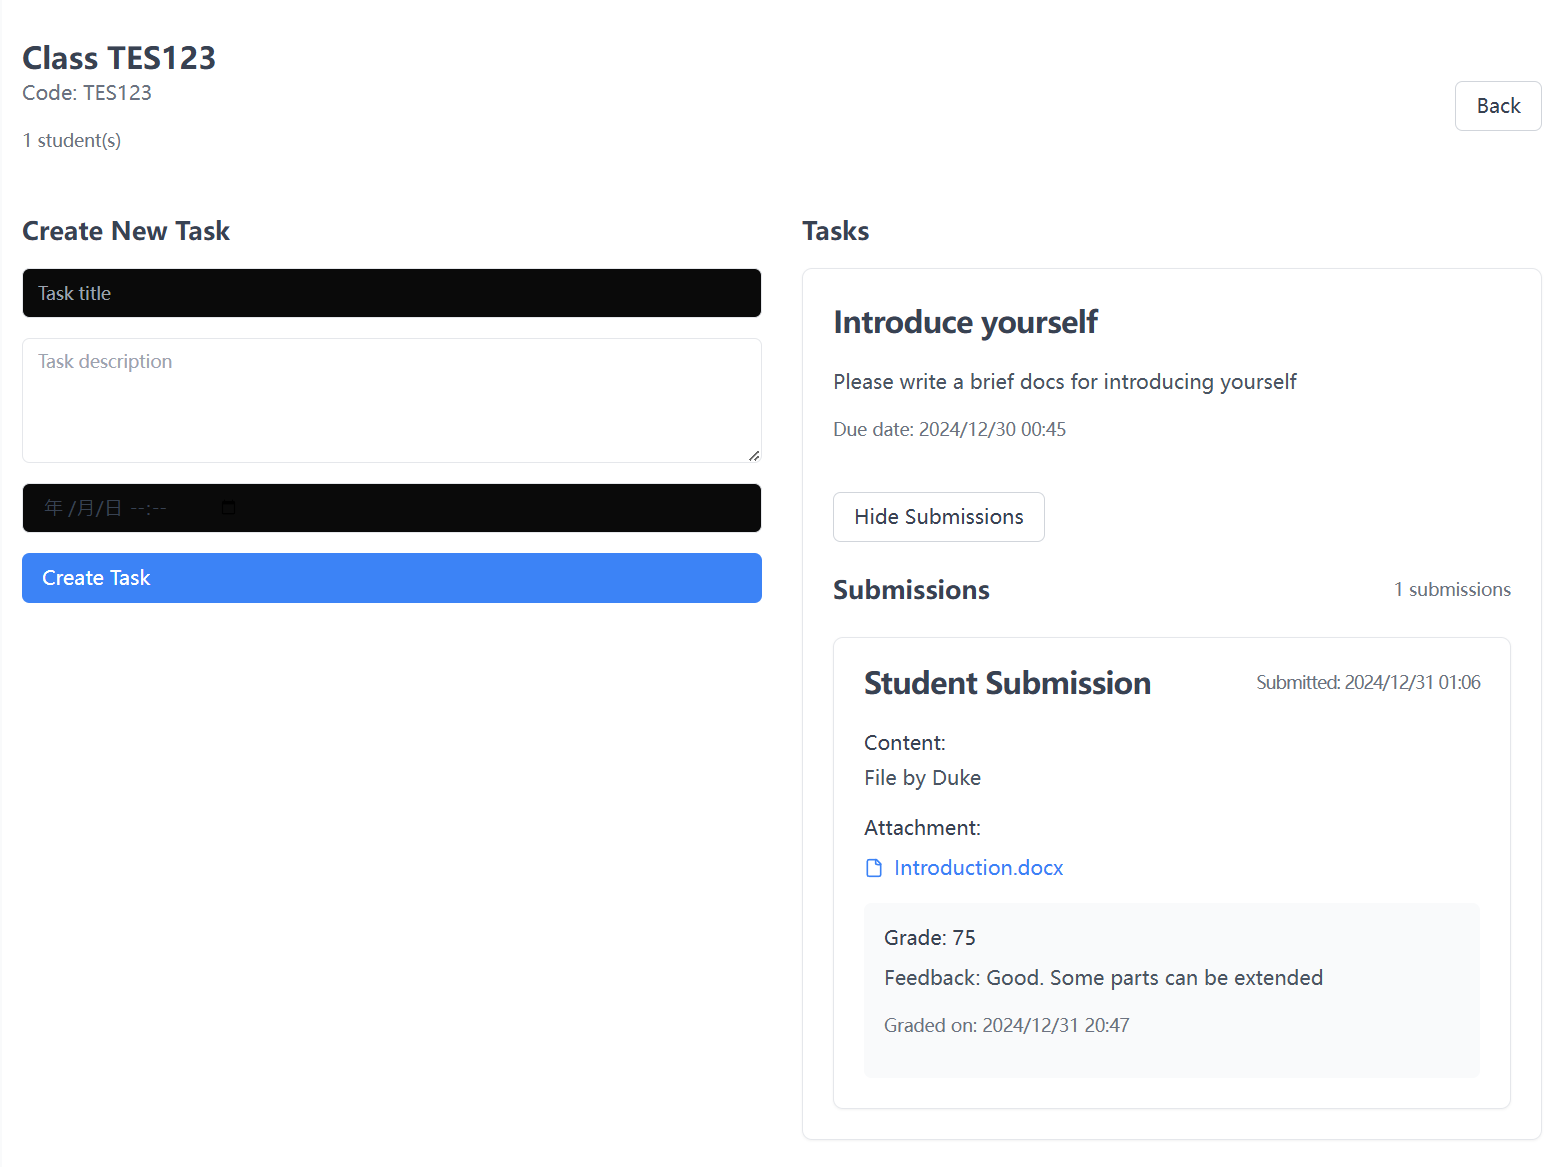 Class TES123
Code: TES123
1 student(s)
Back
Create New Task
Task title
Task description
年 /月/日 --:--
Create Task
Tasks
Introduce yourself
Please write a brief docs for introducing yourself
Due date: 2024/12/30 00:45
Hide Submissions
Submissions
1 submissions
Student Submission
Submitted: 2024/12/31 01:06
Content:
File by Duke
Attachment:
Introduction.docx
Grade: 75
Feedback: Good. Some parts can be extended
Graded on: 2024/12/31 20:47